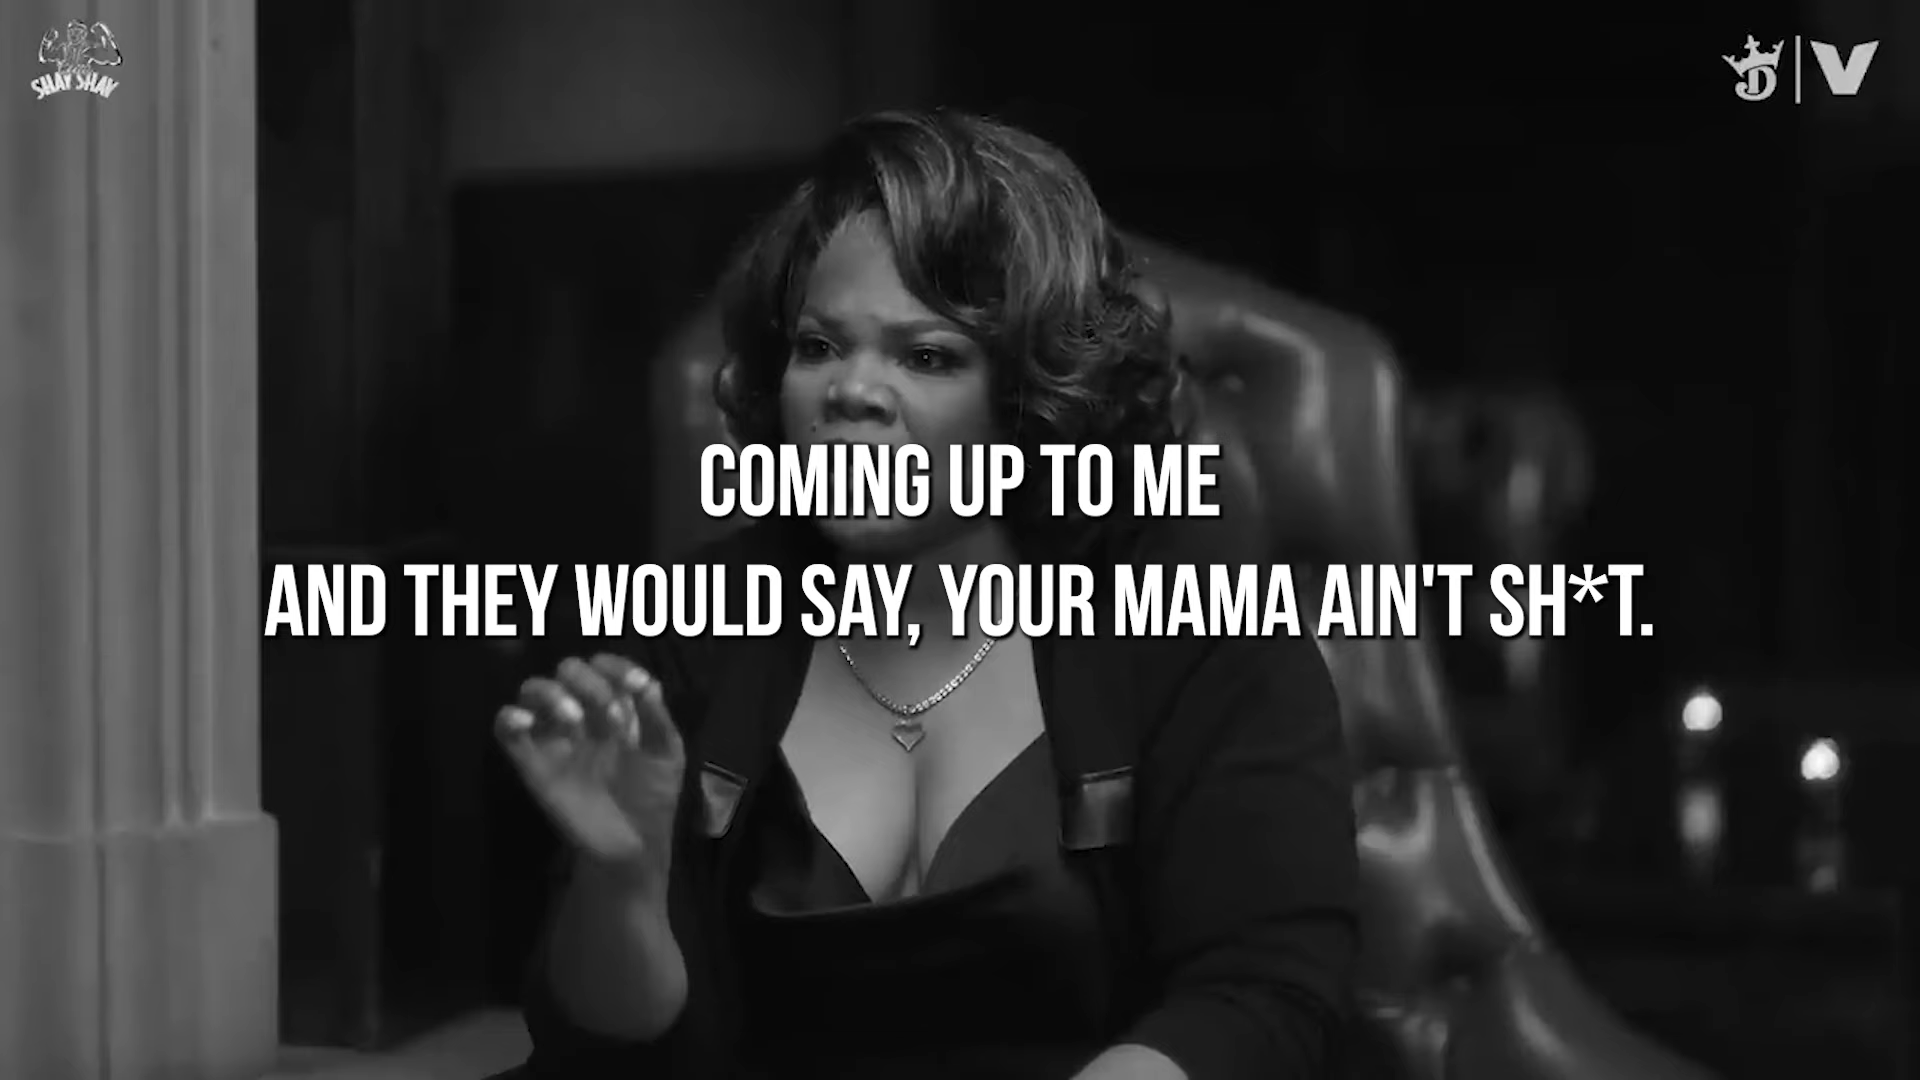 SHAY SHAY
D V
COMING UP TO ME
AND THEY WOULD SAY, YOUR MAMA AIN'T SH*T.